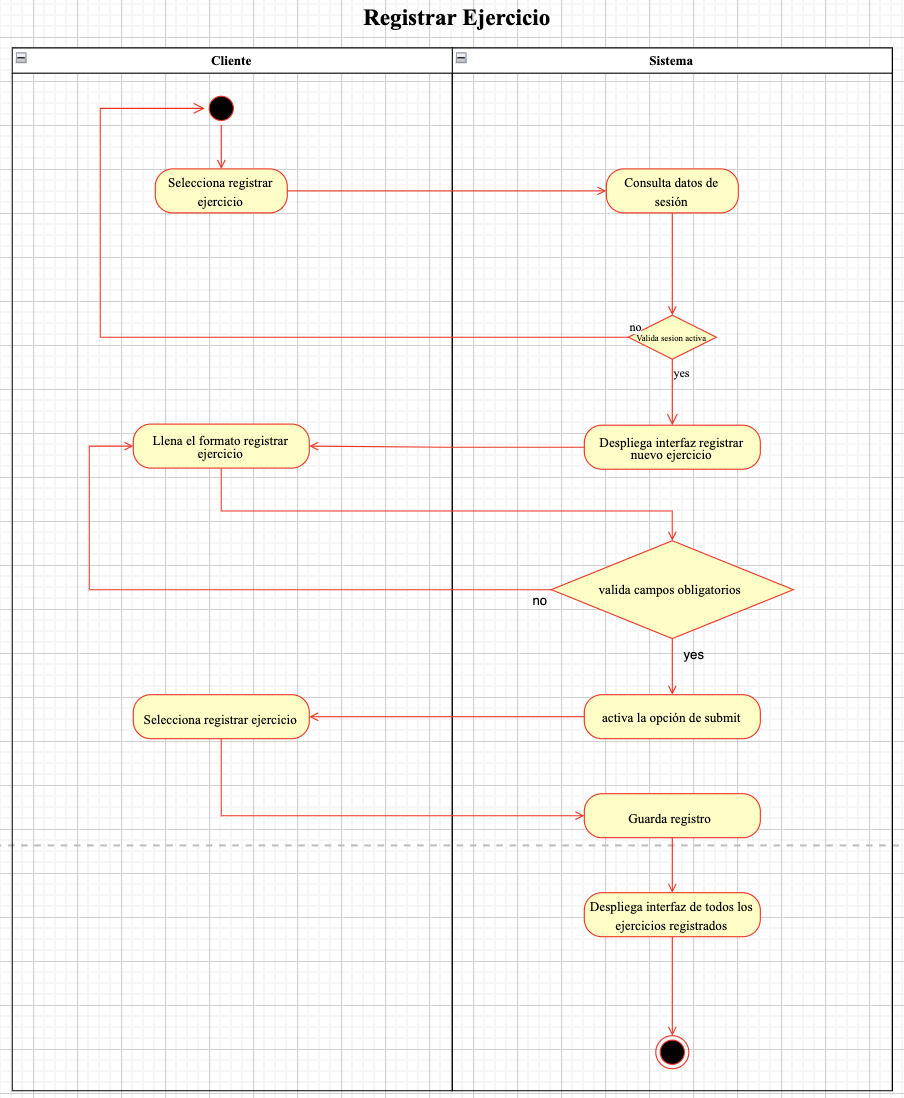 Registrar Ejercicio
Cliente
Sistema
Selecciona registrar
ejercicio
Consulta datos de
sesión
no
Valida sesion activa
yes
Llena el formato registrar
ejercicio
Despliega interfaz registrar
nuevo ejercicio
valida campos obligatorios
no
yes
Selecciona registrar ejercicio
activa la opción de submit
Guarda registro
Despliega interfaz de todos los
ejercicios registrados